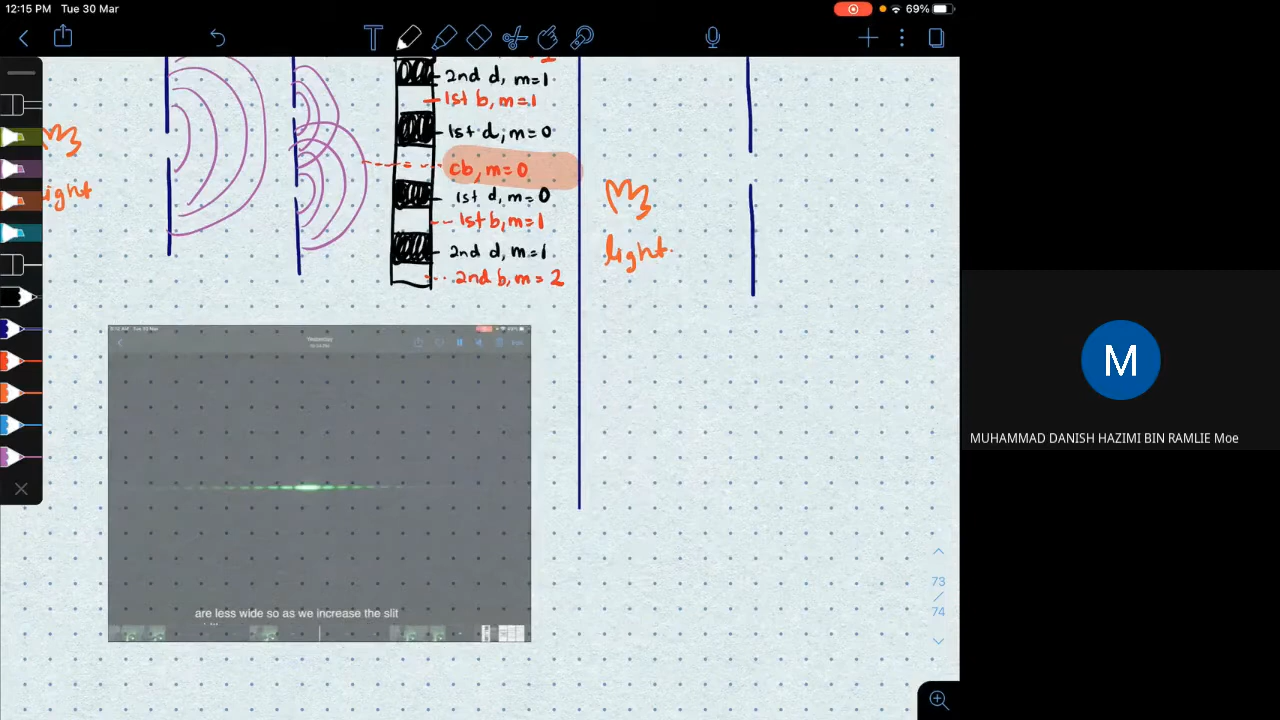 12:15 PM Tue 30 Mar
69%
2nd d, m=1
1st b, m=1
1st d, m=0
cb, m=0
1st d, m=0
1st b, m=1
2nd d, m=1
2nd b, m=2
ight
light
Yesterday
are less wide so as we increase the slit
73
/
74
M
MUHAMMAD DANISH HAZIMI BIN RAMLIE Moe